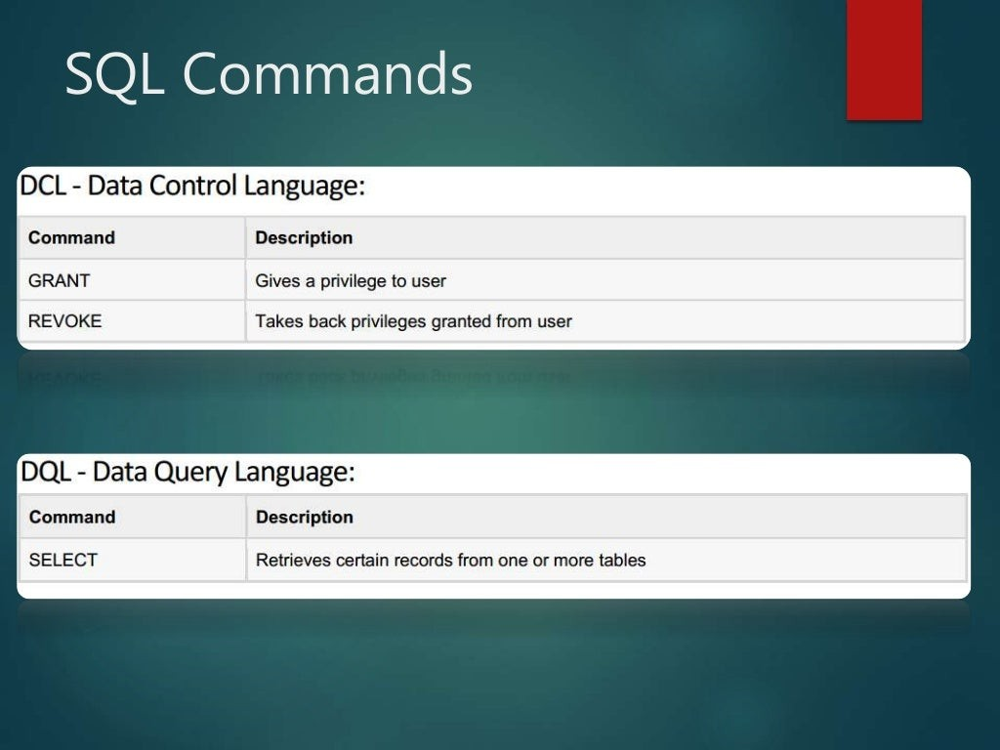 SQL Commands
DCL - Data Control Language:
Command Description
GRANT Gives a privilege to user
REVOKE Takes back privileges granted from user
DQL - Data Query Language:
Command Description
SELECT Retrieves certain records from one or more tables